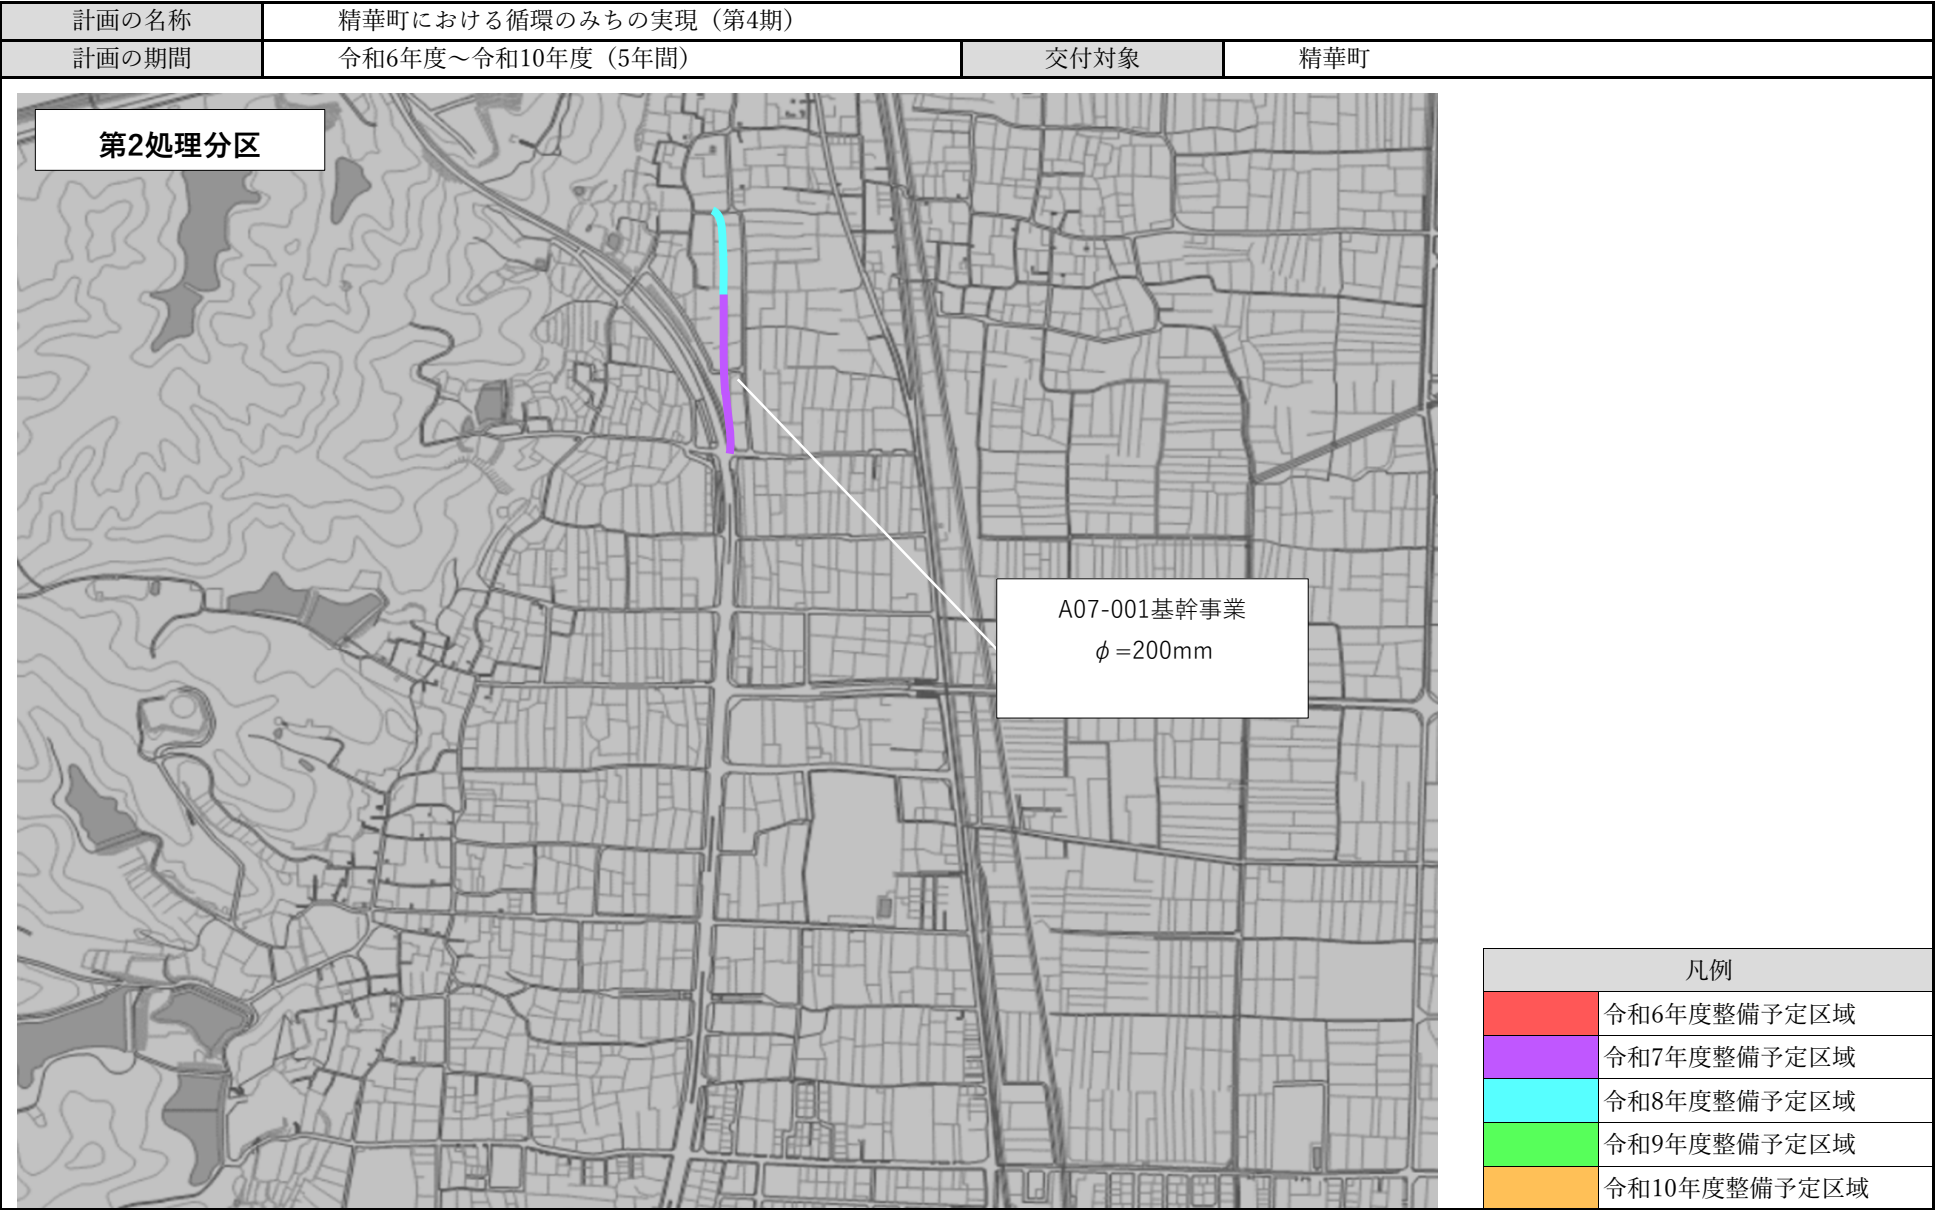 計画の名称
精華町における循環のみちの実現（第4期）
計画の期間
令和6年度～令和10年度（5年間）
交付対象
精華町
第2処理分区
A07-001基幹事業
φ=200mm
凡例
令和6年度整備予定区域
令和7年度整備予定区域
令和8年度整備予定区域
令和9年度整備予定区域
令和10年度整備予定区域